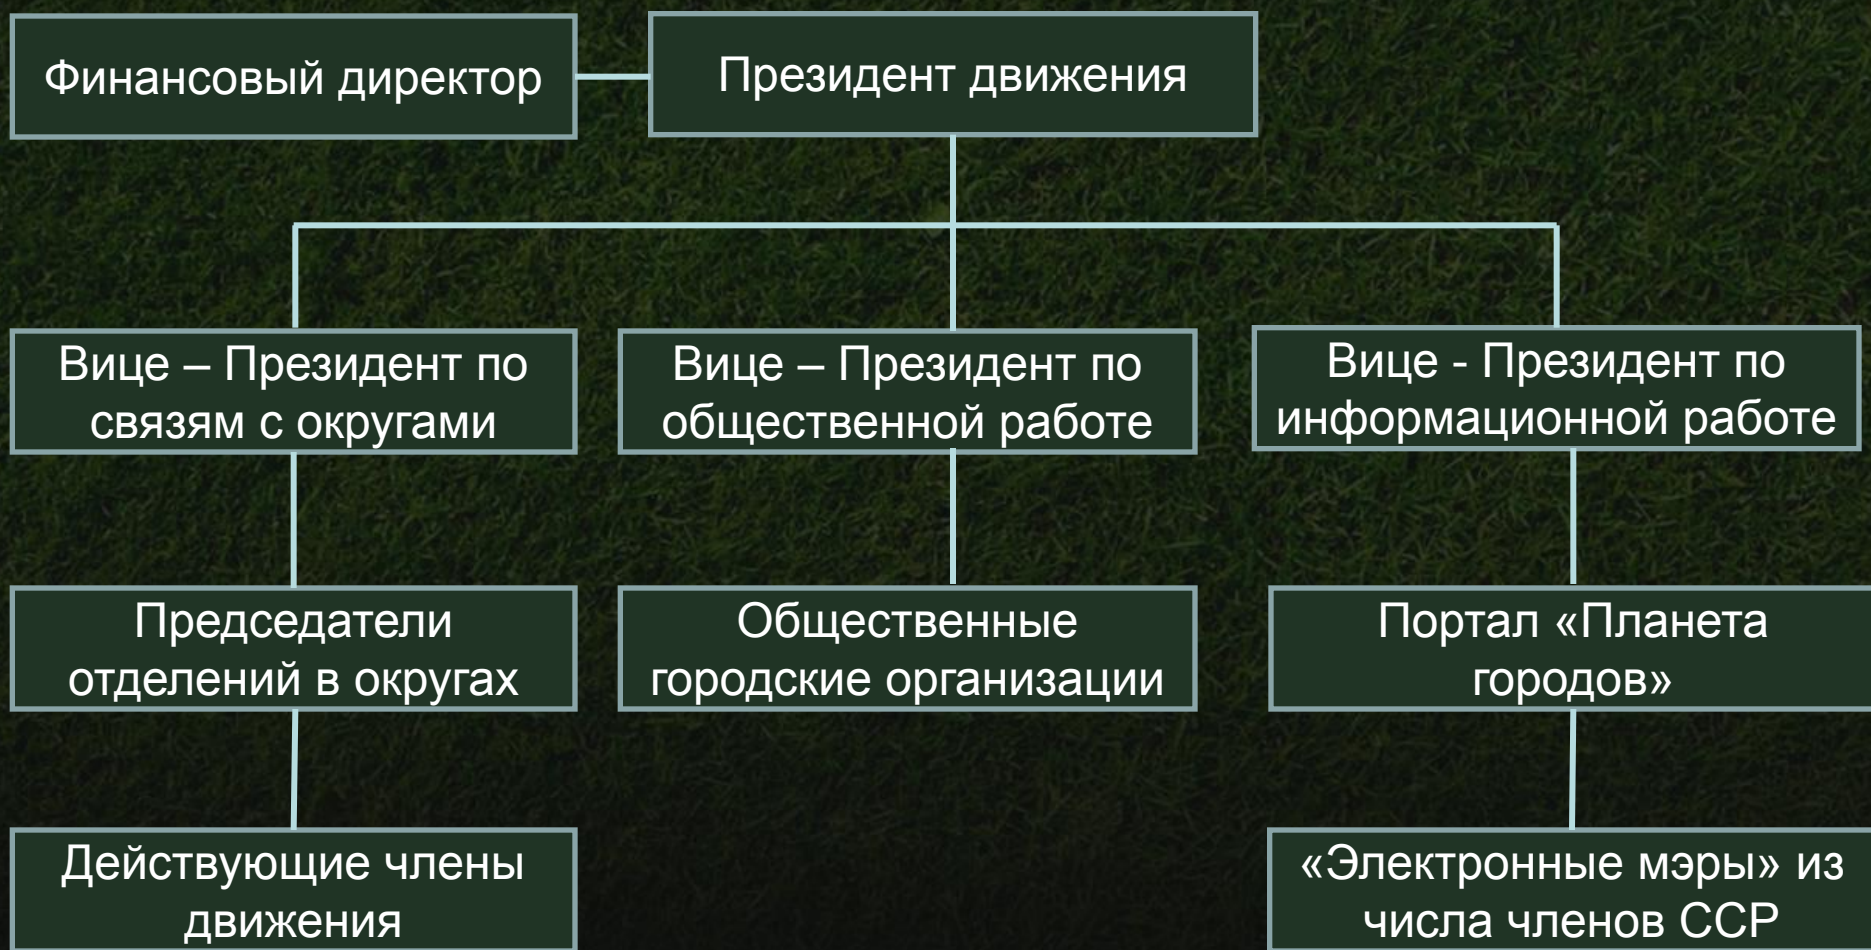 Финансовый директор
Президент движения
Вице – Президент по
связям с округами
Вице – Президент по
общественной работе
Вице - Президент по
информационной работе
Председатели
отделений в округах
Общественные
городские организации
Портал «Планета
городов»
Действующие члены
движения
«Электронные мэры» из
числа членов ССР